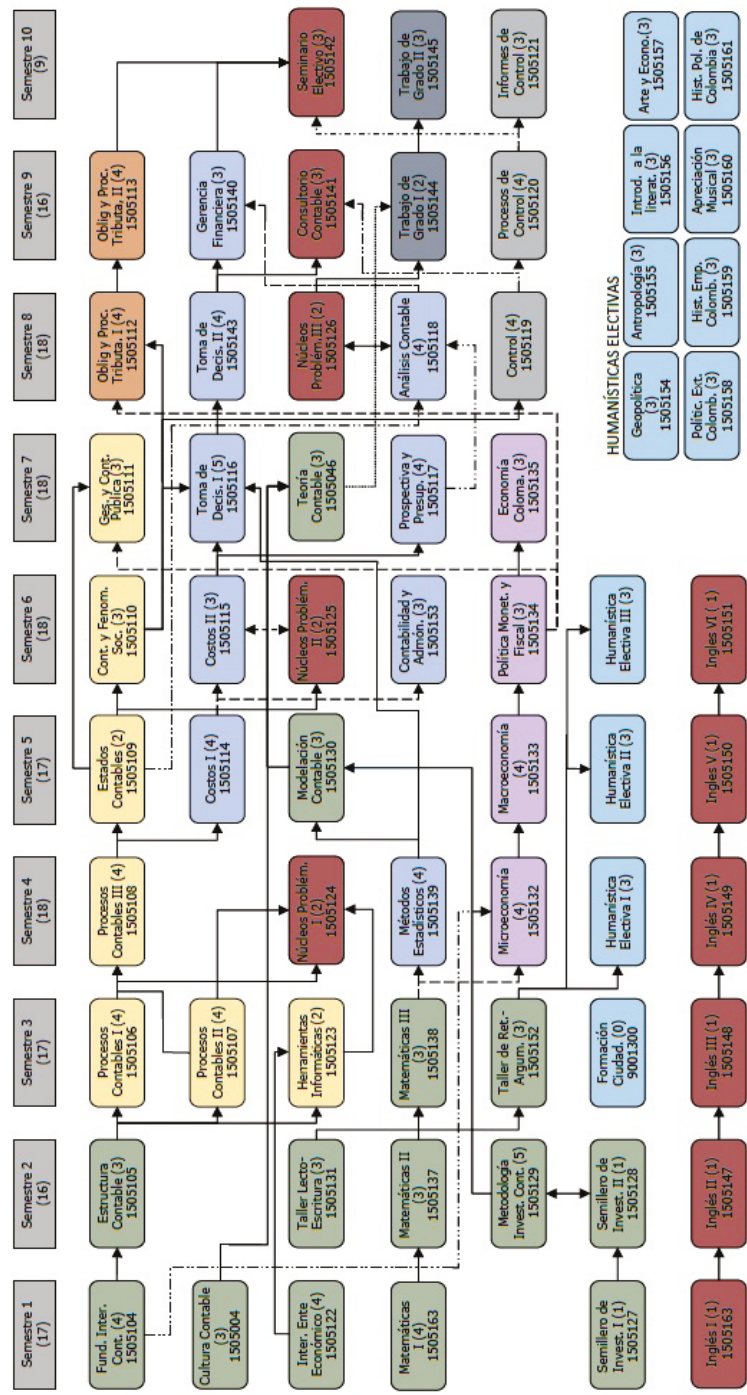 Semestre 1
(17)
Semestre 2
(16)
Semestre 3
(17)
Semestre 4
(18)
Semestre 5
(17)
Semestre 6
(18)
Semestre 7
(18)
Semestre 8
(18)
Semestre 9
(16)
Semestre 10
(9)
Fund. Inter.
Cont. (4)
1505104
Cultura Contable
(3)
1505004
Inter. Ente
Económico (4)
1505122
Matemáticas
I (4)
1505163
Semillero de
Invest. I (1)
1505127
Inglés I (1)
1505163
Estructura
Contable (3)
1505105
Taller Lecto-
Escritura (3)
1505131
Matemáticas II
(3)
1505137
Metodología
Invest. Cont. (5)
1505129
Semillero de
Invest. II (1)
1505128
Inglés II (1)
1505147
Procesos
Contables I (4)
1505106
Procesos
Contables II (4)
1505107
Herramientas
Informáticas (2)
1505123
Matemáticas III
(3)
1505138
Taller de Ret.-
Argum. (3)
1505152
Formación
Ciudad. (0)
9001300
Inglés III (1)
1505148
Procesos
Contables III (4)
1505108
Núcleos Problém.
I (2)
1505124
Métodos
Estadísticos (4)
1505139
Microeconomía
(4)
1505132
Humanística
Electiva I (3)
Inglés IV (1)
1505149
Estados
Contables (2)
1505109
Costos I (4)
1505114
Modelación
Contable (3)
1505130
Macroeconomía
(4)
1505133
Humanística
Electiva II (3)
Ingles V (1)
1505150
Cont. y Fenom.
Soc. (3)
1505110
Costos II (3)
1505115
Núcleos Problém.
II (2)
1505125
Contabilidad y
Admón. (3)
1505153
Política Monet. y
Fiscal (3)
1505134
Humanística
Electiva III (3)
Ingles VI (1)
1505151
Ges. y Cont.
Pública (3)
1505111
Toma de
Decis. I (5)
1505116
Teoría
Contable (3)
1505046
Prospectiva y
Presup. (4)
1505117
Economía
Coloma. (3)
1505135
Oblig y Proc.
Tributa. I (4)
1505112
Toma de
Decis. II (4)
1505143
Núcleos
Problém. III (2)
1505126
Análisis Contable
(4)
1505118
Control (4)
1505119
Oblig y Proc.
Tributa, II (4)
1505113
Gerencia
Financiera (3)
1505140
Consultorio
Contable (3)
1505141
Trabajo de
Grado I (2)
1505144
Procesos de
Control (4)
1505120
Seminario
Electivo (3)
1505142
Trabajo de
Grado II (3)
1505145
Informes de
Control (3)
1505121
HUMANÍSTICAS ELECTIVAS
Geopolítica
(3)
1505154
Antropología (3)
1505155
Introd. a la
literat. (3)
1505156
Arte y Econo.(3)
1505157
Polític. Ext.
Colomb. (3)
1505158
Hist. Emp.
Colomb. (3)
1505159
Apreciación
Musical (3)
1505160
Hist. Pol. de
Colombia (3)
1505161